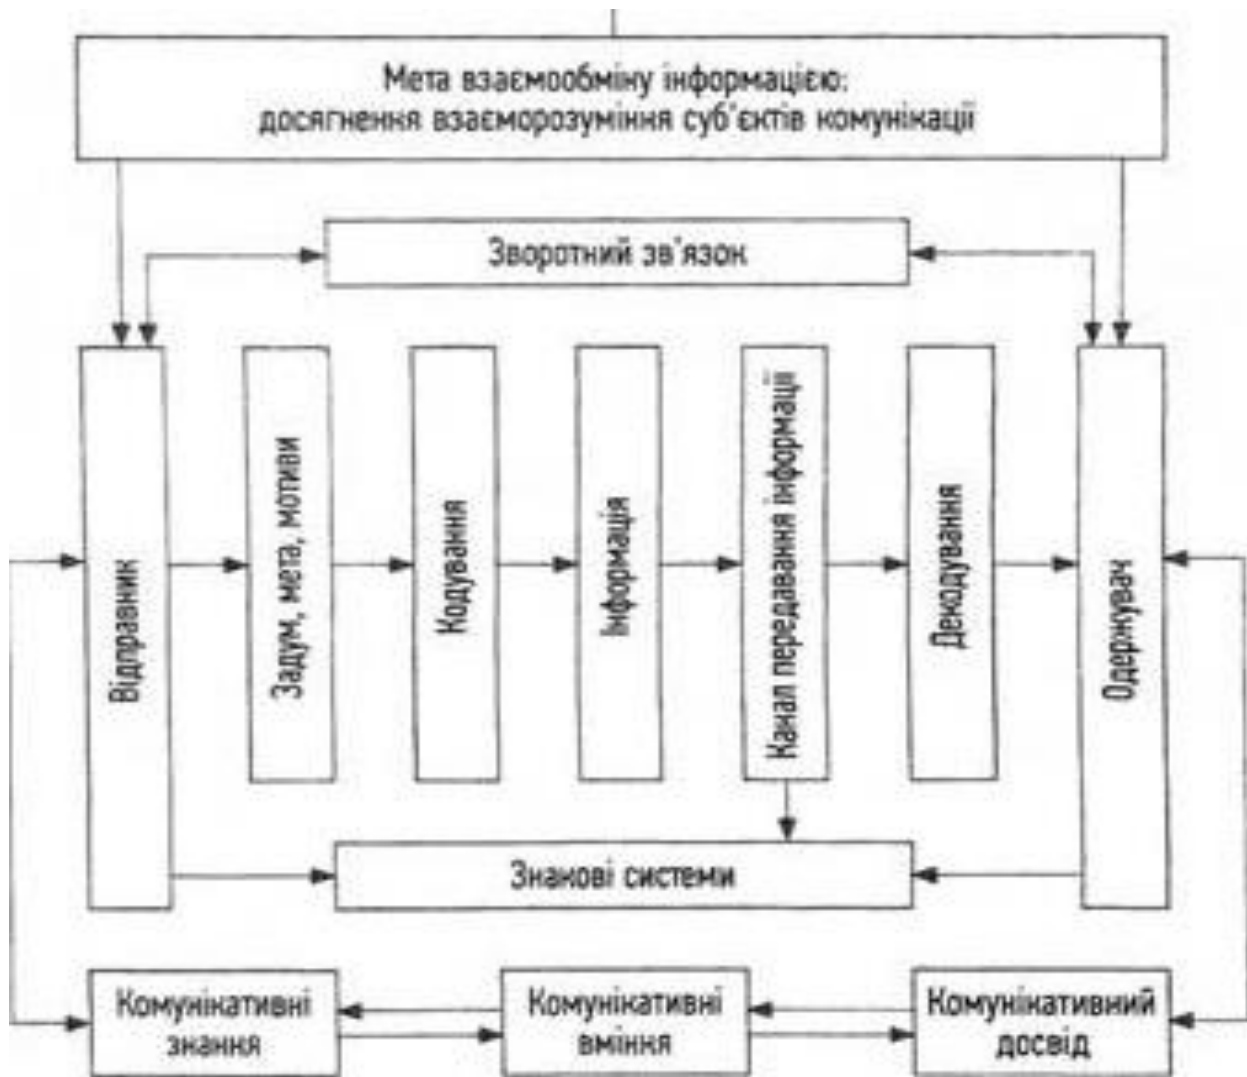 Мета взаємообміну інформацією:
досягнення взаєморозуміння суб'єктів комунікації
Зворотний зв'язок
Відправник
Задум, мета, мотиви
Кодування
Інформація
Канал передавання інформації
Декодування
Одержувач
Знакові системи
Комунікативні
знання
Комунікативні
вміння
Комунікативний
досвід